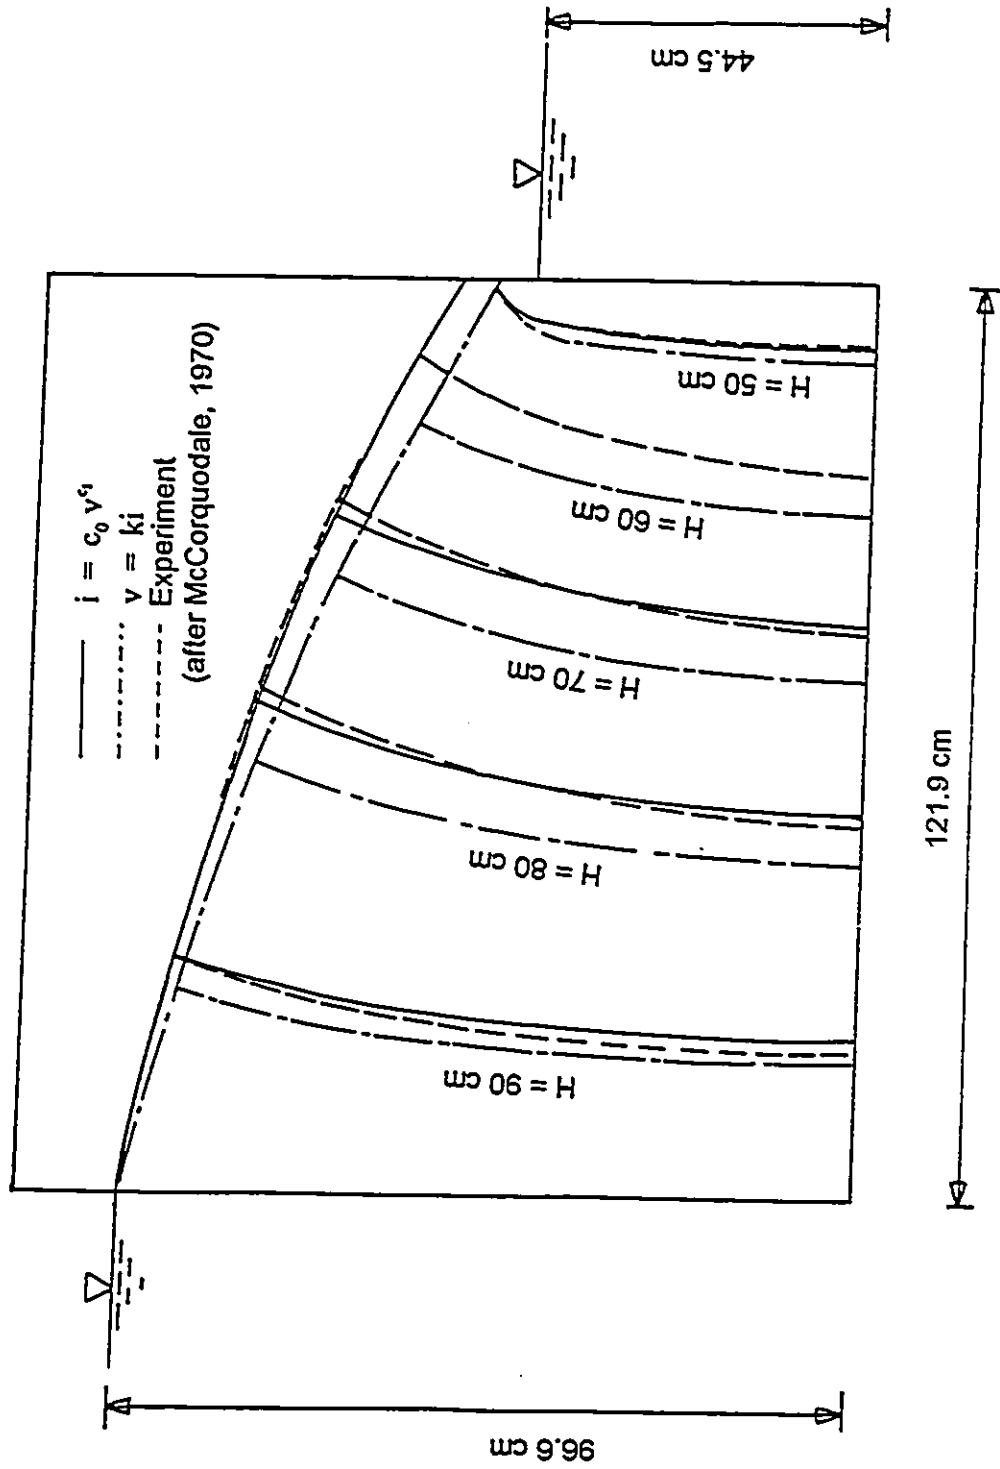 i = c₀ v^c₁
v = ki
Experiment
(after McCorquodale, 1970)
96.6 cm
44.5 cm
H = 90 cm
H = 80 cm
H = 70 cm
H = 60 cm
H = 50 cm
121.9 cm